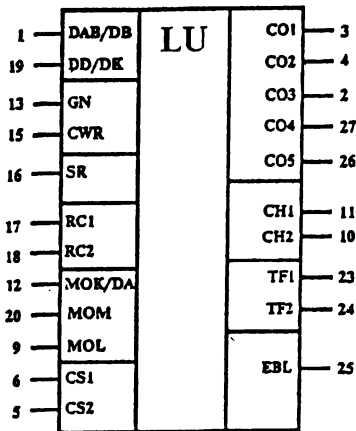 1 DAB/DB LU CO1 3
19 DD/DK CO2 4
13 GN CO3 2
15 CWR CO4 27
16 SR CO5 26
17 RC1 CH1 11
18 RC2 CH2 10
12 MOK/DA TF1 23
20 MOM TF2 24
9 MOL EBL 25
6 CS1
5 CS2